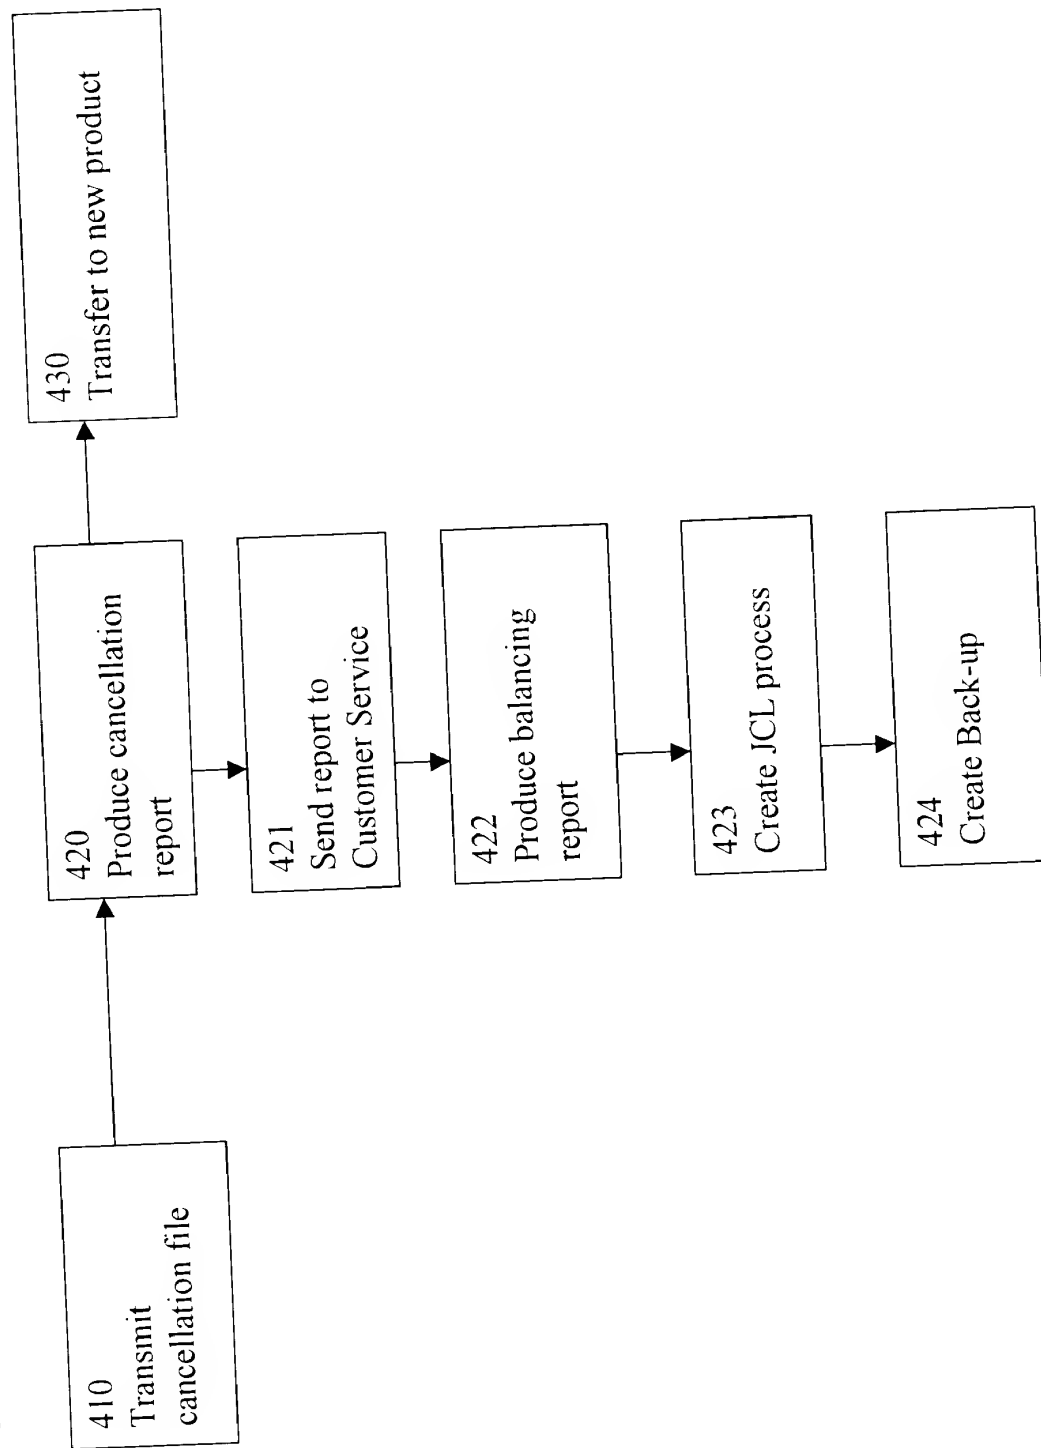 410
Transmit
cancellation file
420
Produce cancellation
report
421
Send report to
Customer Service
422
Produce balancing
report
423
Create JCL process
424
Create Back-up
430
Transfer to new product